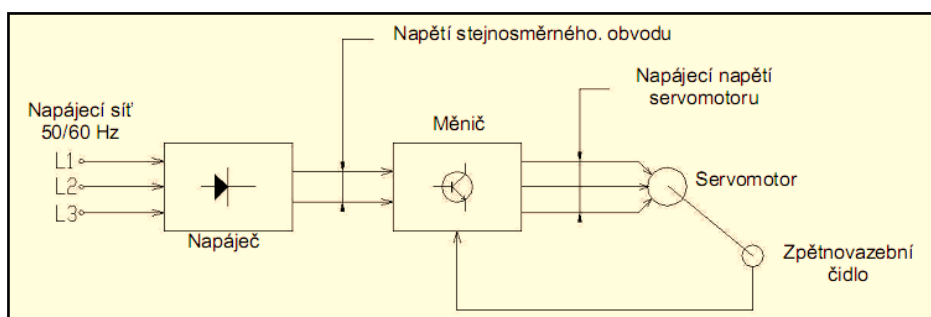 Napětí stejnosměrného. obvodu
Napájecí napětí
servomotoru
Napájecí síť
50/60 Hz
Měnič
L1
L2
L3
Servomotor
Napáječ
Zpětnovazební
čidlo